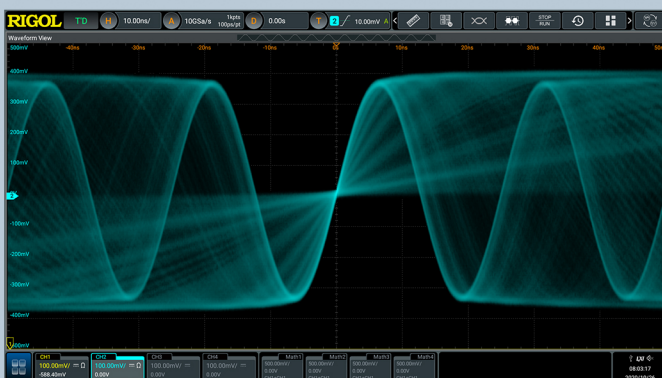 RIGOL T'D H 10.00ns/ A 10GSa/s 1kpts 100ps/pt D 0.00s T 2 10.00mV A STOP RUN
Waveform View
500mV -40ns -30ns -20ns -10ns 0s 10ns 20ns 30ns 40ns
400mV
300mV
200mV
100mV
2
-100mV
-200mV
-300mV
-400mV
CH1 CH2 CH3 CH4 Math1 Math2 Math3 Math4
100.00mV/ 100.00mV/ 100.00mV/ 100.00mV/ 500.00mV/ 500.00mV/ 500.00mV/ 500.00mV/
-588.40mV 0.00V 0.00V 0.00V 0.00V 0.00V 0.00V 0.00V
LXI
08:03:17